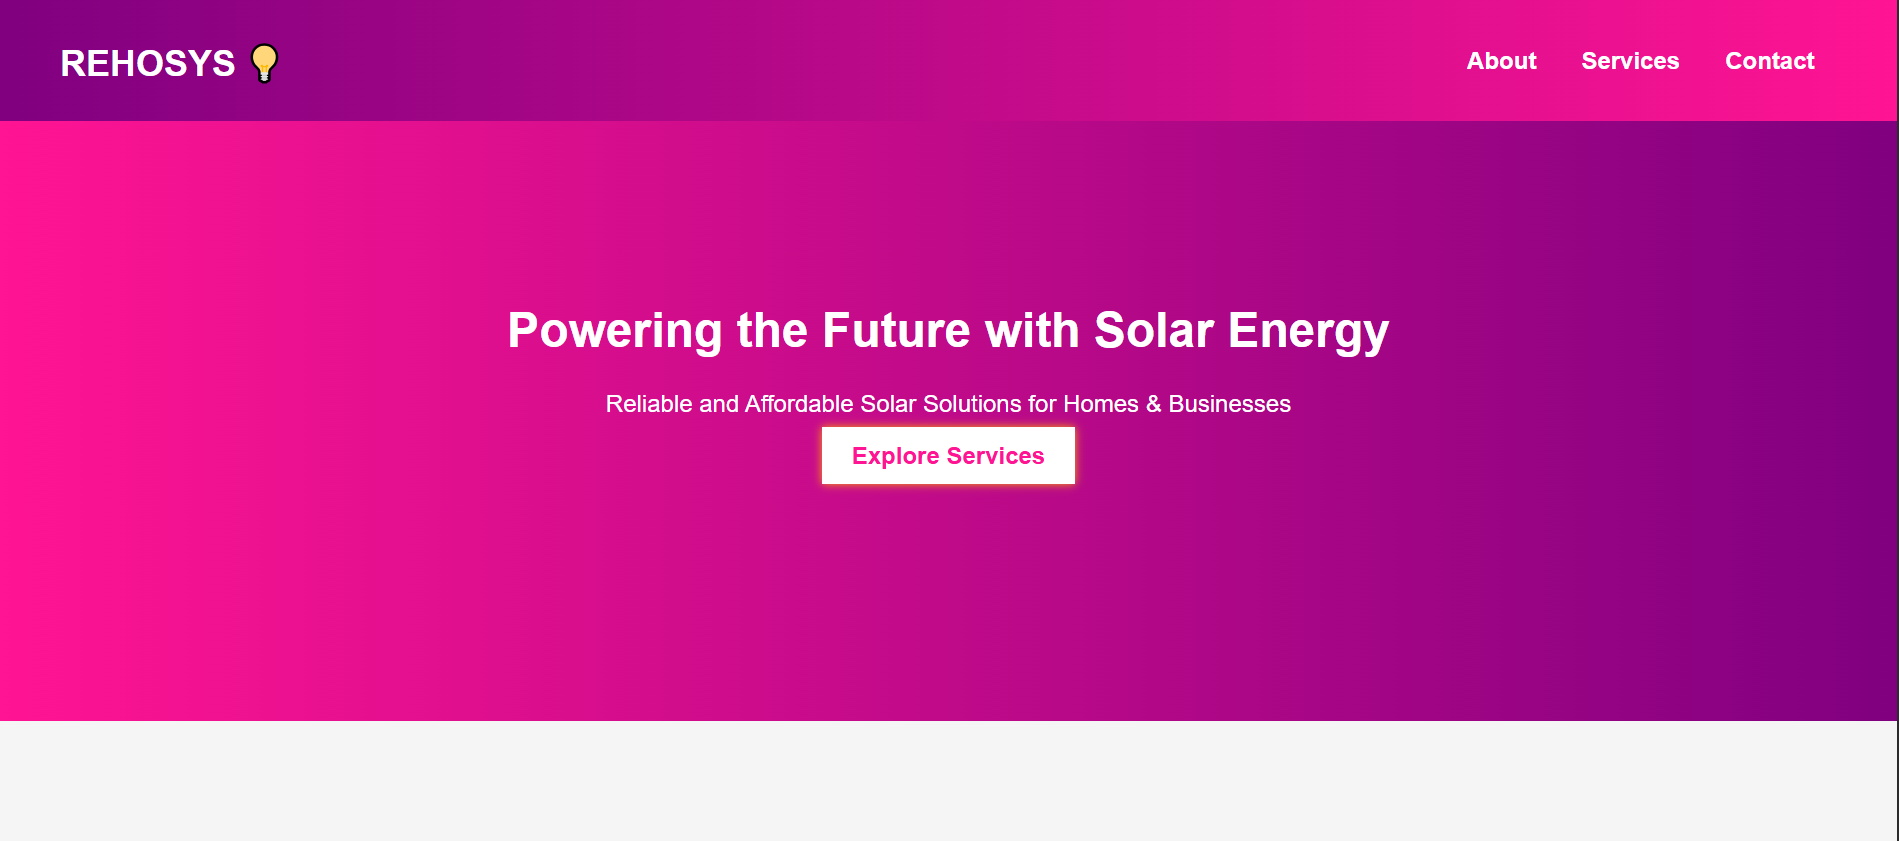 REHOSYS
About Services Contact
Powering the Future with Solar Energy
Reliable and Affordable Solar Solutions for Homes & Businesses
Explore Services